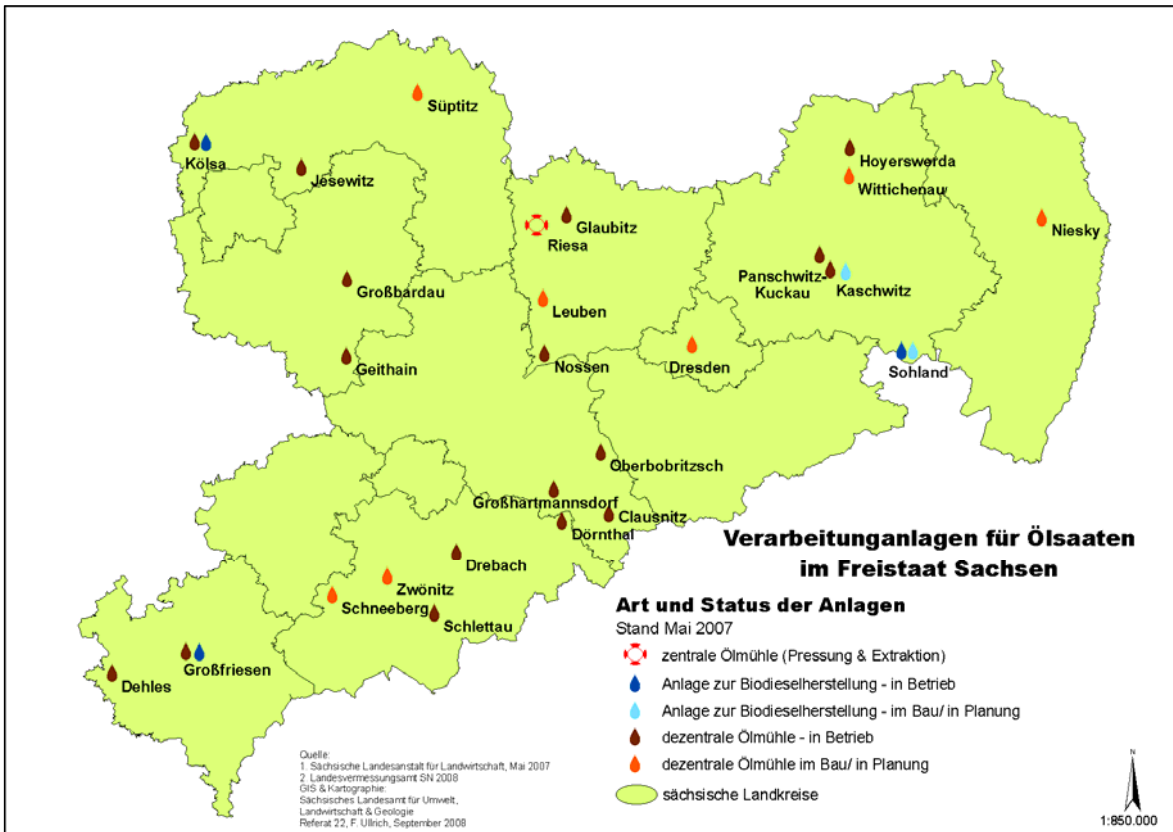 Süptitz
Kölsa
Jesewitz
Hoyerswerda
Wittichenau
Glaubitz
Riesa
Niesky
Panschwitz-
Kuckau
Kaschwitz
Großbardau
Leuben
Geithain
Nossen
Dresden
Sohland
Oberbobritzsch
Großhartmannsdorf
Clausnitz
Dörnthal
Drebach
Zwönitz
Schneeberg
Schlettau
Großfriesen
Dehles
Verarbeitunganlagen für Ölsaaten
im Freistaat Sachsen
Art und Status der Anlagen
Stand Mai 2007
zentrale Ölmühle (Pressung & Extraktion)
Anlage zur Biodieselherstellung - in Betrieb
Anlage zur Biodieselherstellung - im Bau/ in Planung
dezentrale Ölmühle - in Betrieb
dezentrale Ölmühle im Bau/ in Planung
sächsische Landkreise
Quelle:
1. Sächsische Landesanstalt für Landwirtschaft, Mai 2007
2. Landesvermessungsamt SN 2008
GIS & Kartographie:
Sächsisches Landesamt für Umwelt,
Landwirtschaft & Geologie
Referat 22, F. Ullrich, September 2008
N
1:850.000